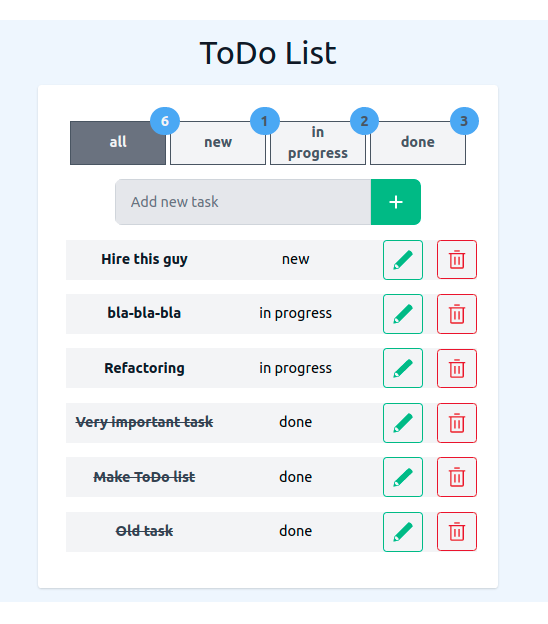 ToDo List
6 1 2 3
all new in progress done
Add new task +
Hire this guy new
bla-bla-bla in progress
Refactoring in progress
Very important task done
Make ToDo list done
Old task done